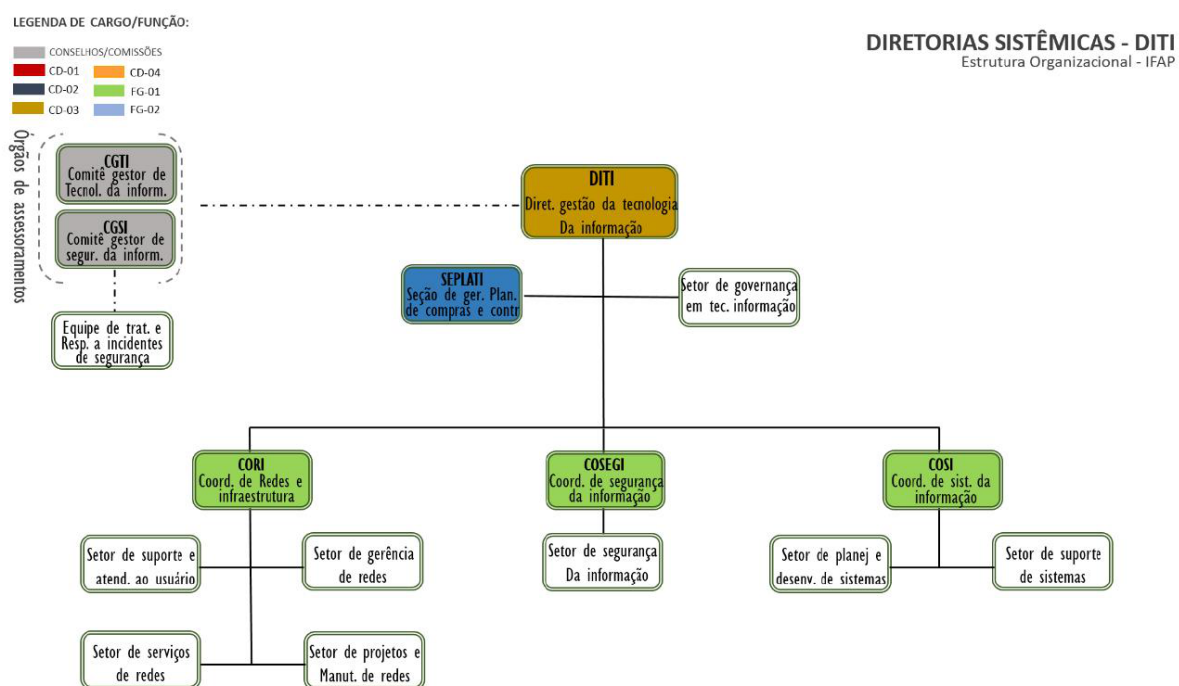 LEGENDA DE CARGO/FUNÇÃO:
CONSELHOS/COMISSÕES
CD-01
CD-04
CD-02
FG-01
CD-03
FG-02
DIRETORIAS SISTÊMICAS - DITI
Estrutura Organizacional - IFAP
Orgãos de assessoramentos
CGTI
Comitê gestor de
Tecnol. da inform.
CGSI
Comitê gestor de
segur. da inform.
Equipe de trat. e
Resp. a incidentes
de segurança
DITI
Diret. gestão da tecnologia
Da informação
SEPLATI
Seção de ger. Plan.
de compras e contr
Setor de governança
em tec. informação
CORI
Coord. de Redes e
infraestrutura
COSEGI
Coord. de segurança
da informação
COSI
Coord. de sist. da
informação
Setor de suporte e
atend. ao usuário
Setor de gerência
de redes
Setor de segurança
Da informação
Setor de planej e
desenv. de sistemas
Setor de suporte
de sistemas
Setor de serviços
de redes
Setor de projetos e
Manut. de redes